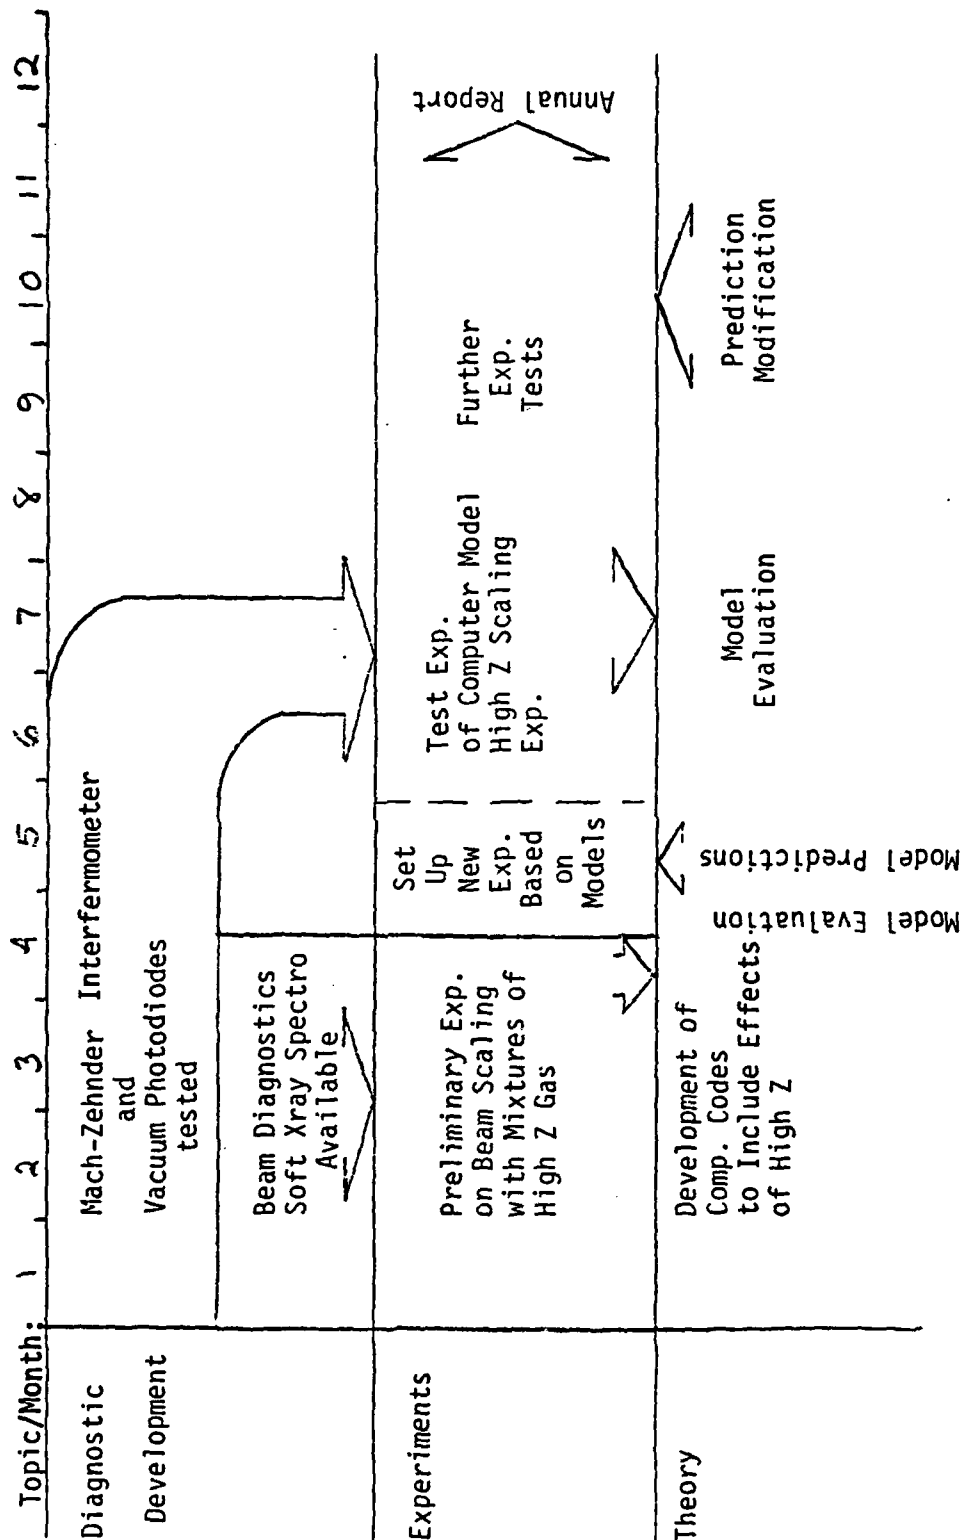 Topic/Month: 1 2 3 4 5 6 7 8 9 10 11 12
Diagnostic
Development
Mach-Zehnder Interfermometer
and
Vacuum Photodiodes
tested
Beam Diagnostics
Soft Xray Spectro
Available
Experiments
Preliminary Exp.
on Beam Scaling
with Mixtures of
High Z Gas
Set
Up
New
Exp.
Based
on
Models
Test Exp.
of Computer Model
High Z Scaling
Exp.
Further
Exp.
Tests
Annual Report
Theory
Development of
Comp. Codes
to Include Effects
of High Z
Model Evaluation
Model Predictions
Model
Evaluation
Prediction
Modification